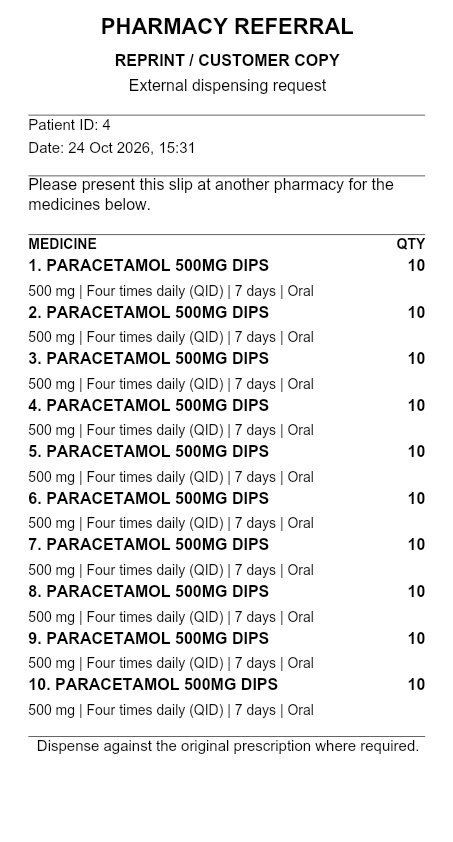 PHARMACY REFERRAL
REPRINT / CUSTOMER COPY
External dispensing request
Patient ID: 4
Date: 24 Oct 2026, 15:31
Please present this slip at another pharmacy for the
medicines below.
MEDICINE QTY
1. PARACETAMOL 500MG DIPS 10
500 mg | Four times daily (QID) | 7 days | Oral
2. PARACETAMOL 500MG DIPS 10
500 mg | Four times daily (QID) | 7 days | Oral
3. PARACETAMOL 500MG DIPS 10
500 mg | Four times daily (QID) | 7 days | Oral
4. PARACETAMOL 500MG DIPS 10
500 mg | Four times daily (QID) | 7 days | Oral
5. PARACETAMOL 500MG DIPS 10
500 mg | Four times daily (QID) | 7 days | Oral
6. PARACETAMOL 500MG DIPS 10
500 mg | Four times daily (QID) | 7 days | Oral
7. PARACETAMOL 500MG DIPS 10
500 mg | Four times daily (QID) | 7 days | Oral
8. PARACETAMOL 500MG DIPS 10
500 mg | Four times daily (QID) | 7 days | Oral
9. PARACETAMOL 500MG DIPS 10
500 mg | Four times daily (QID) | 7 days | Oral
10. PARACETAMOL 500MG DIPS 10
500 mg | Four times daily (QID) | 7 days | Oral
Dispense against the original prescription where required.